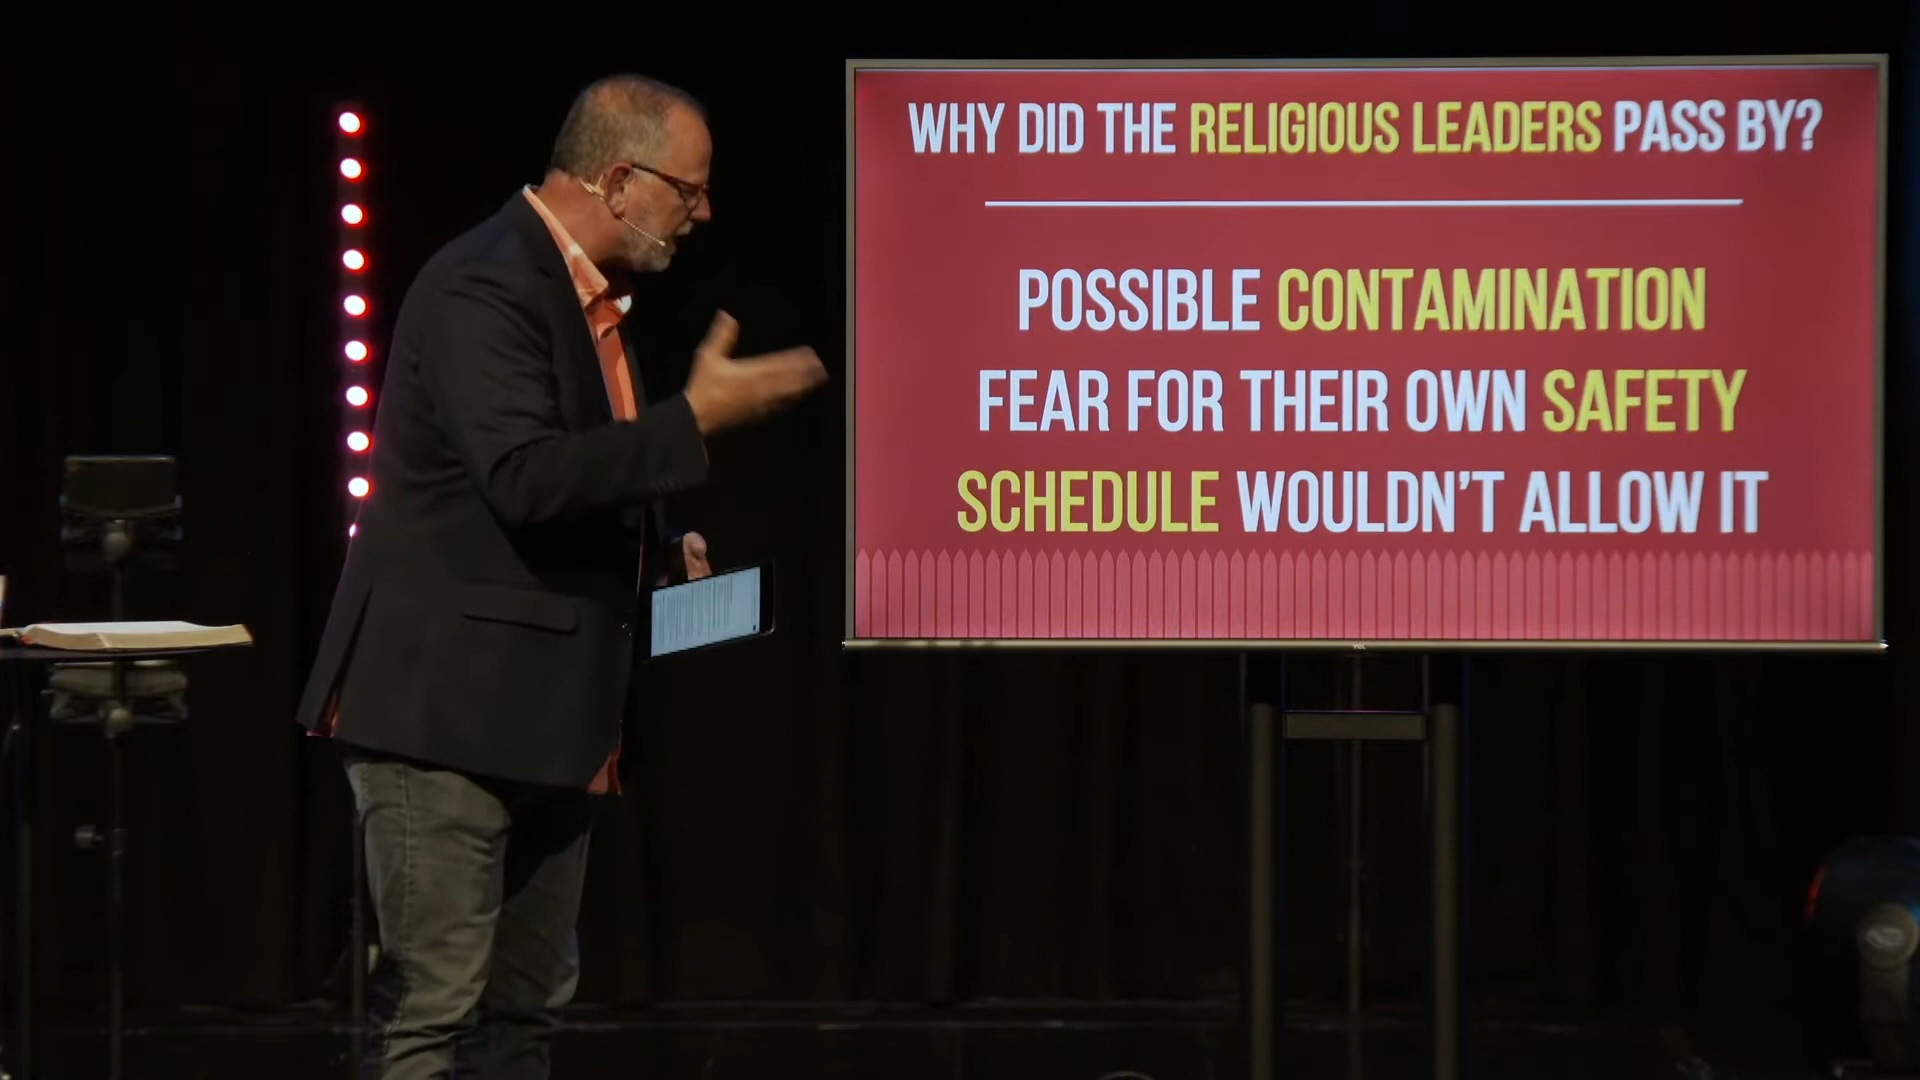 WHY DID THE RELIGIOUS LEADERS PASS BY?
POSSIBLE CONTAMINATION
FEAR FOR THEIR OWN SAFETY
SCHEDULE WOULDN'T ALLOW IT